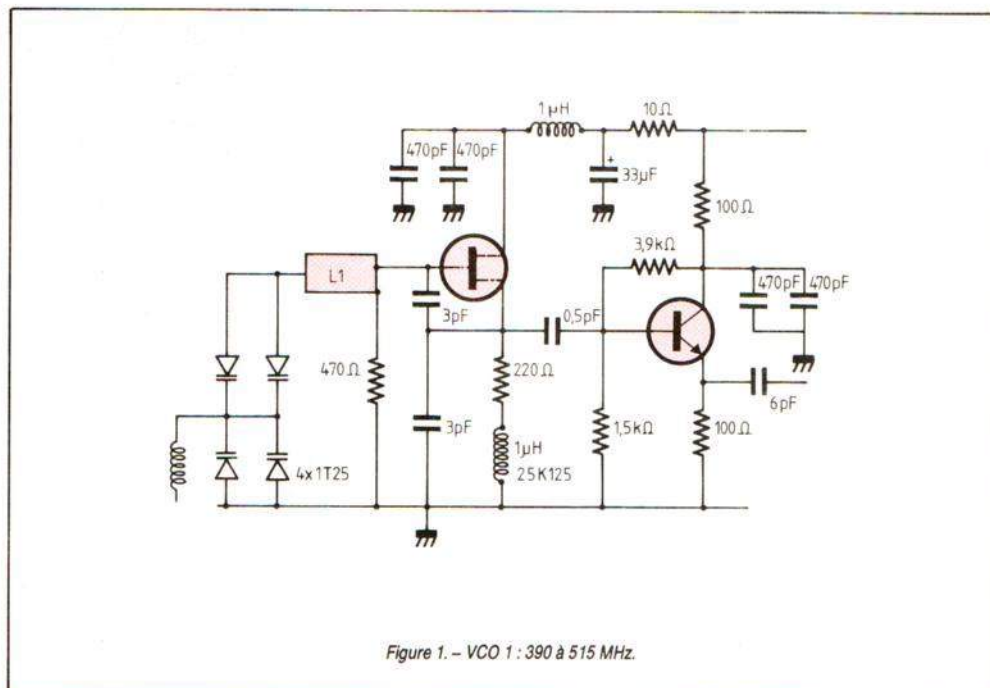 1µH
10Ω
470pF
470pF
+
33µF
100Ω
3,9kΩ
L1
470pF
470pF
3pF
0,5pF
470Ω
220Ω
6pF
3pF
1,5kΩ
100Ω
1µH
25K125
4x1T25
Figure 1. – VCO 1 : 390 à 515 MHz.